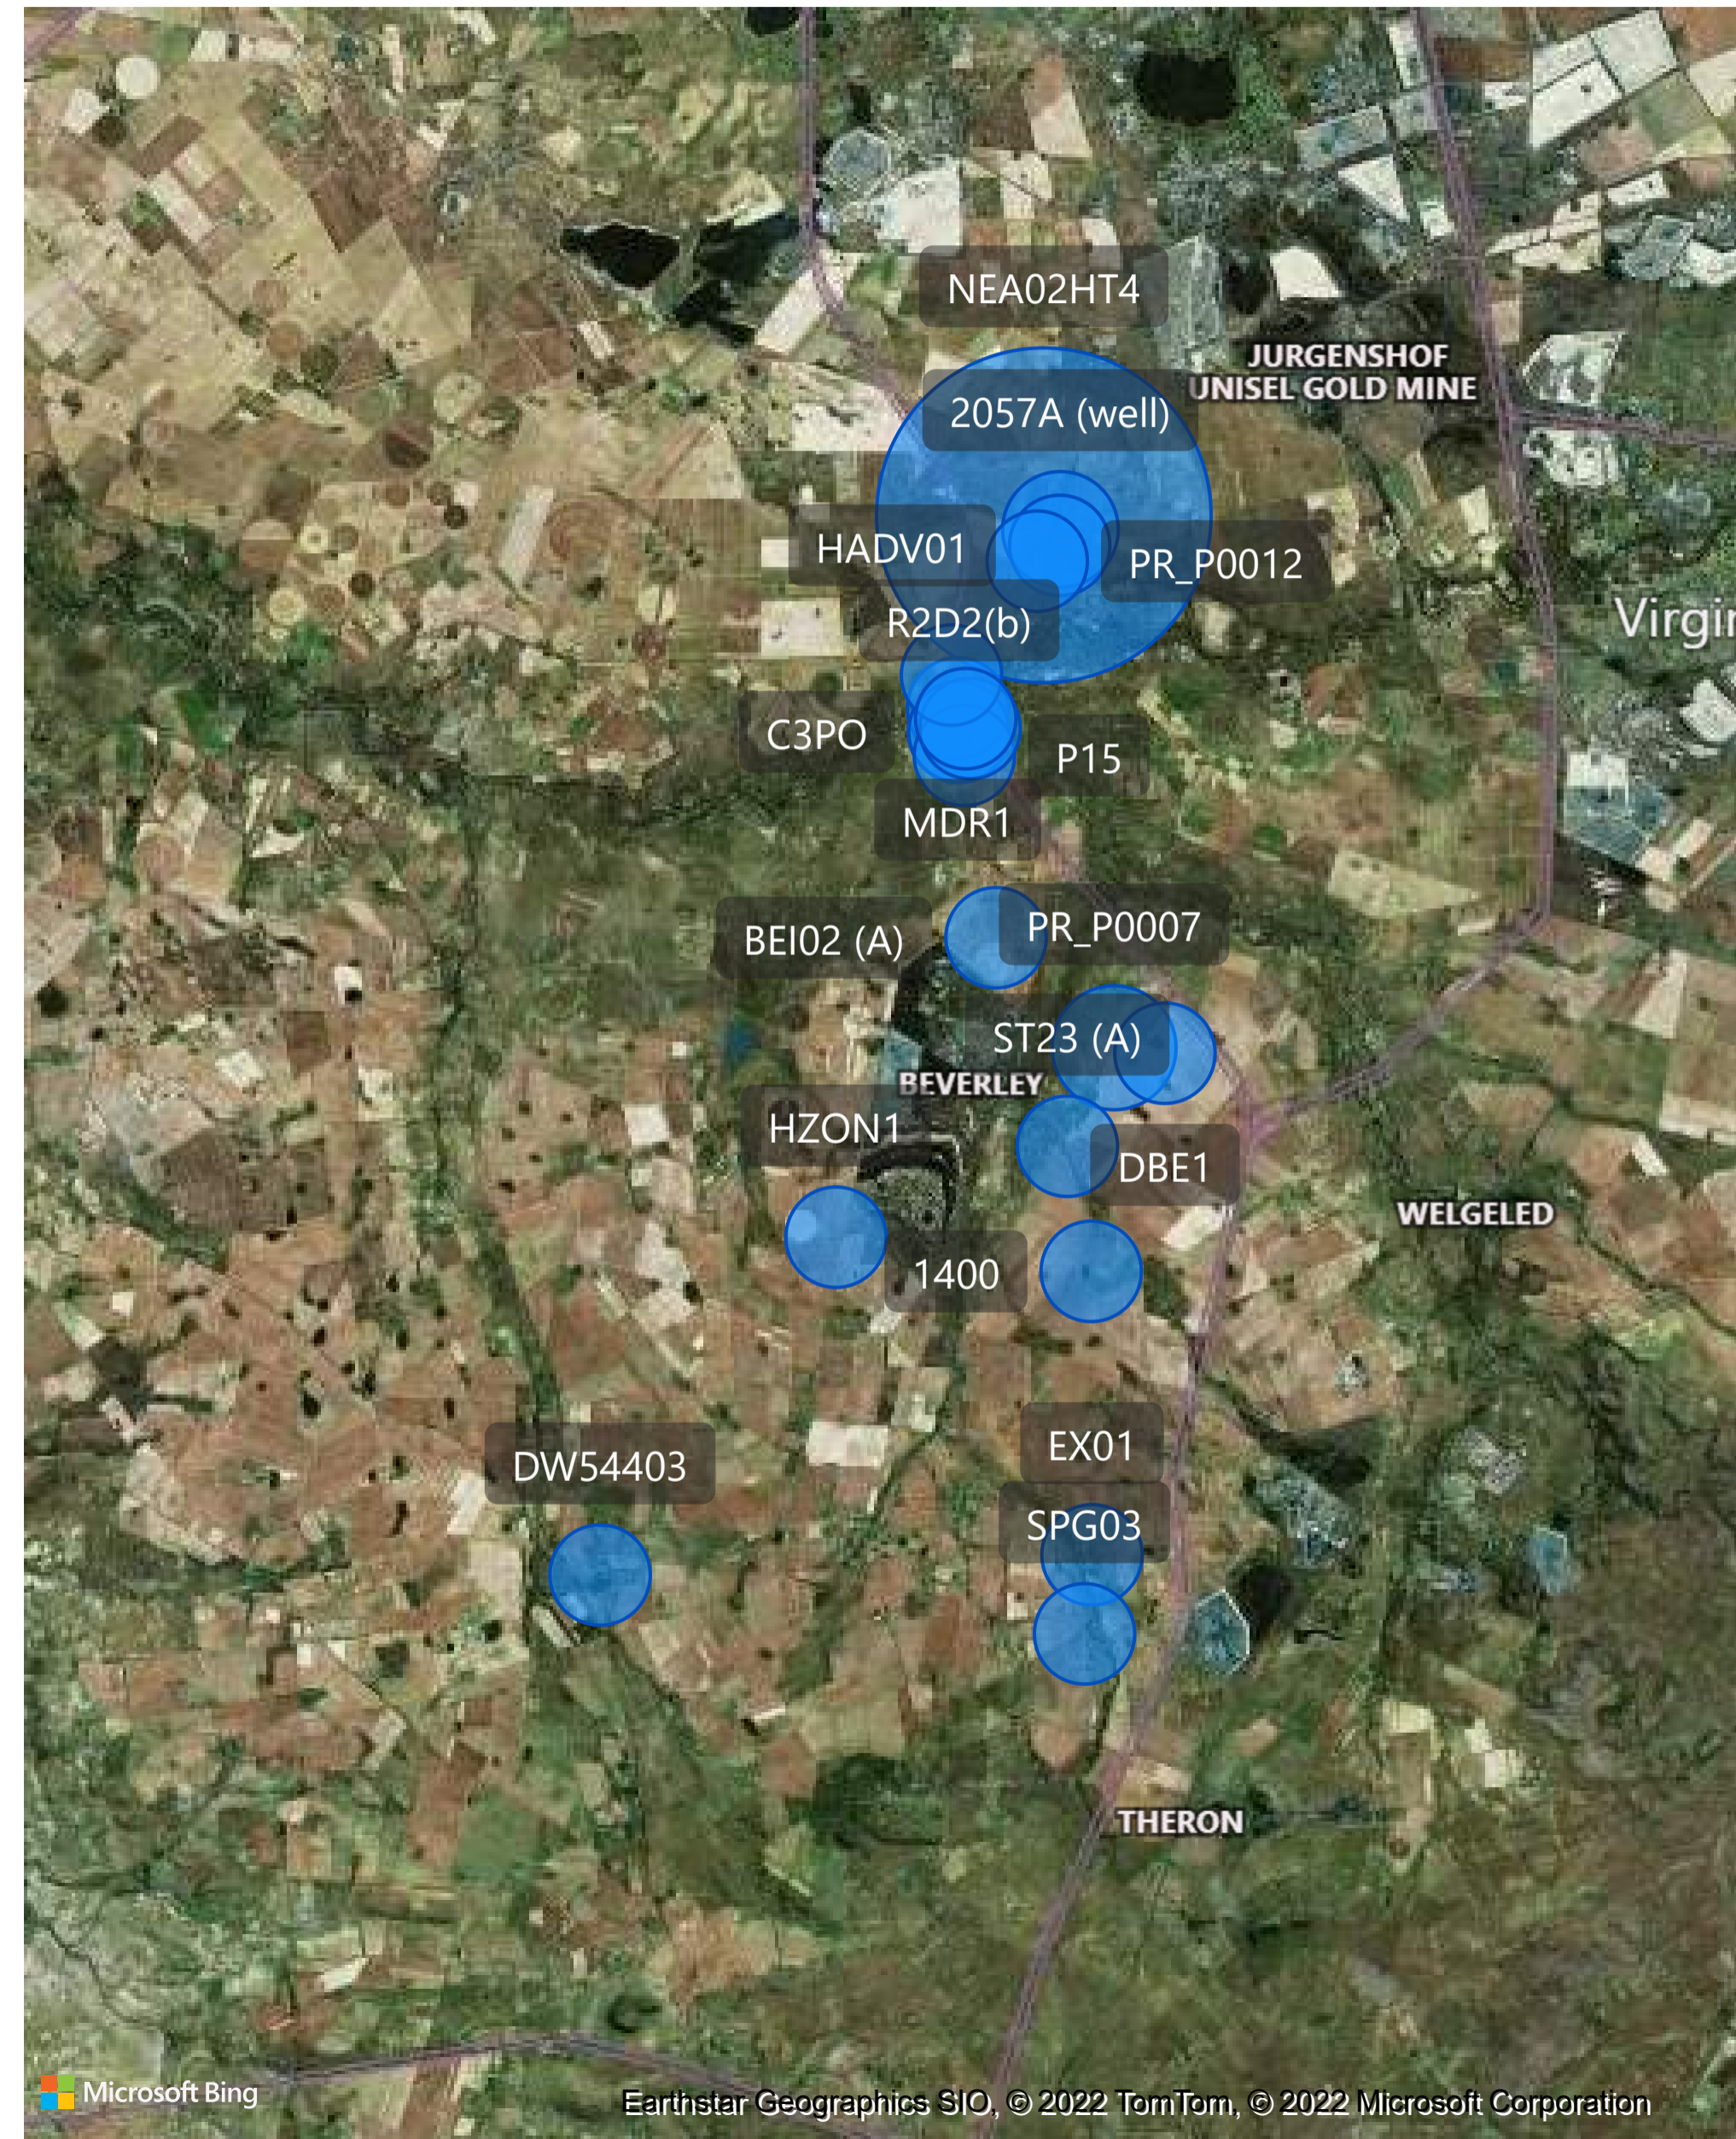 NEA02HT4
JURGENSHOF
UNISEL GOLD MINE
2057A (well)
HADV01
PR_P0012
R2D2(b)
Virgin
C3PO
P15
MDR1
BEI02 (A)
PR_P0007
ST23 (A)
BEVERLEY
HZON1
DBE1
WELGELED
1400
EX01
DW54403
SPG03
THERON
Microsoft Bing
Earthstar Geographics SIO, © 2022 TomTom, © 2022 Microsoft Corporation